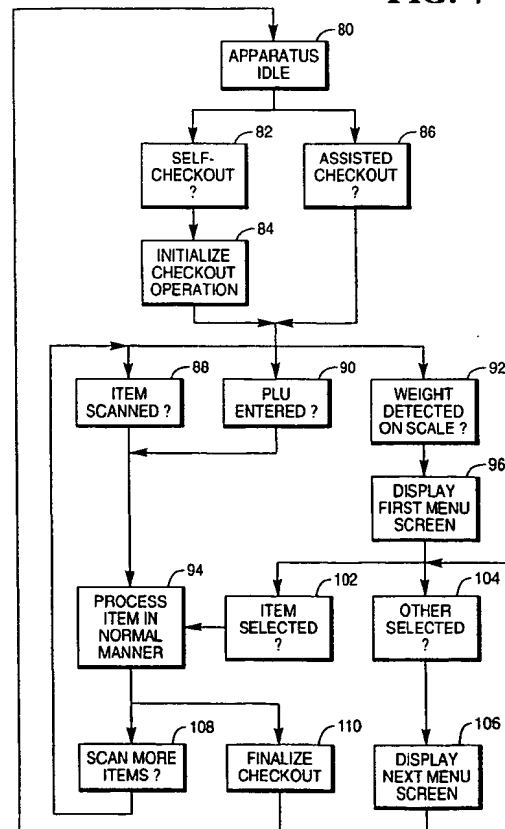 FIG. 4
80
APPARATUS
IDLE
82
SELF-
CHECKOUT
?
86
ASSISTED
CHECKOUT
?
84
INITIALIZE
CHECKOUT
OPERATION
88
ITEM
SCANNED ?
90
PLU
ENTERED ?
92
WEIGHT
DETECTED
ON SCALE ?
96
DISPLAY
FIRST MENU
SCREEN
94
PROCESS
ITEM IN
NORMAL
MANNER
102
ITEM
SELECTED
?
104
OTHER
SELECTED
?
108
SCAN MORE
ITEMS ?
110
FINALIZE
CHECKOUT
106
DISPLAY
NEXT MENU
SCREEN